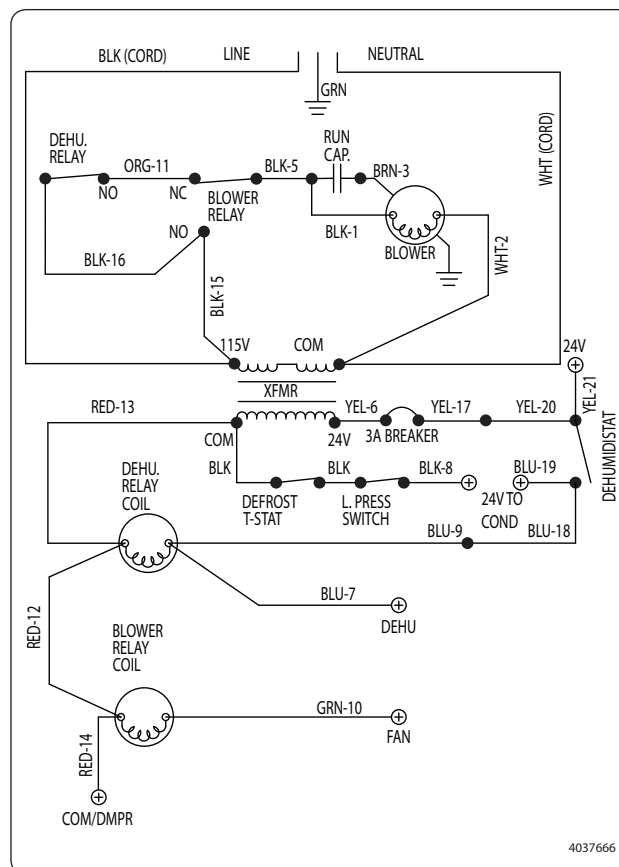 BLK (CORD) LINE NEUTRAL
GRN
WHT (CORD)
DEHU.
RELAY
ORG-11
NO
NC
BLOWER
RELAY
BLK-5
RUN
CAP.
BRN-3
BLK-1
BLOWER
WHT-2
NO
BLK-16
BLK-15
115V
COM
XFMR
24V
YEL-21
RED-13
COM
24V
YEL-6
3A BREAKER
YEL-17
YEL-20
DEHUMIDISTAT
BLK
DEFROST
T-STAT
BLK
L. PRESS
SWITCH
BLK-8
24V TO
COND
BLU-19
DEHU.
RELAY
COIL
BLU-9
BLU-18
BLU-7
DEHU
RED-12
BLOWER
RELAY
COIL
GRN-10
FAN
RED-14
COM/DMPR
4037666